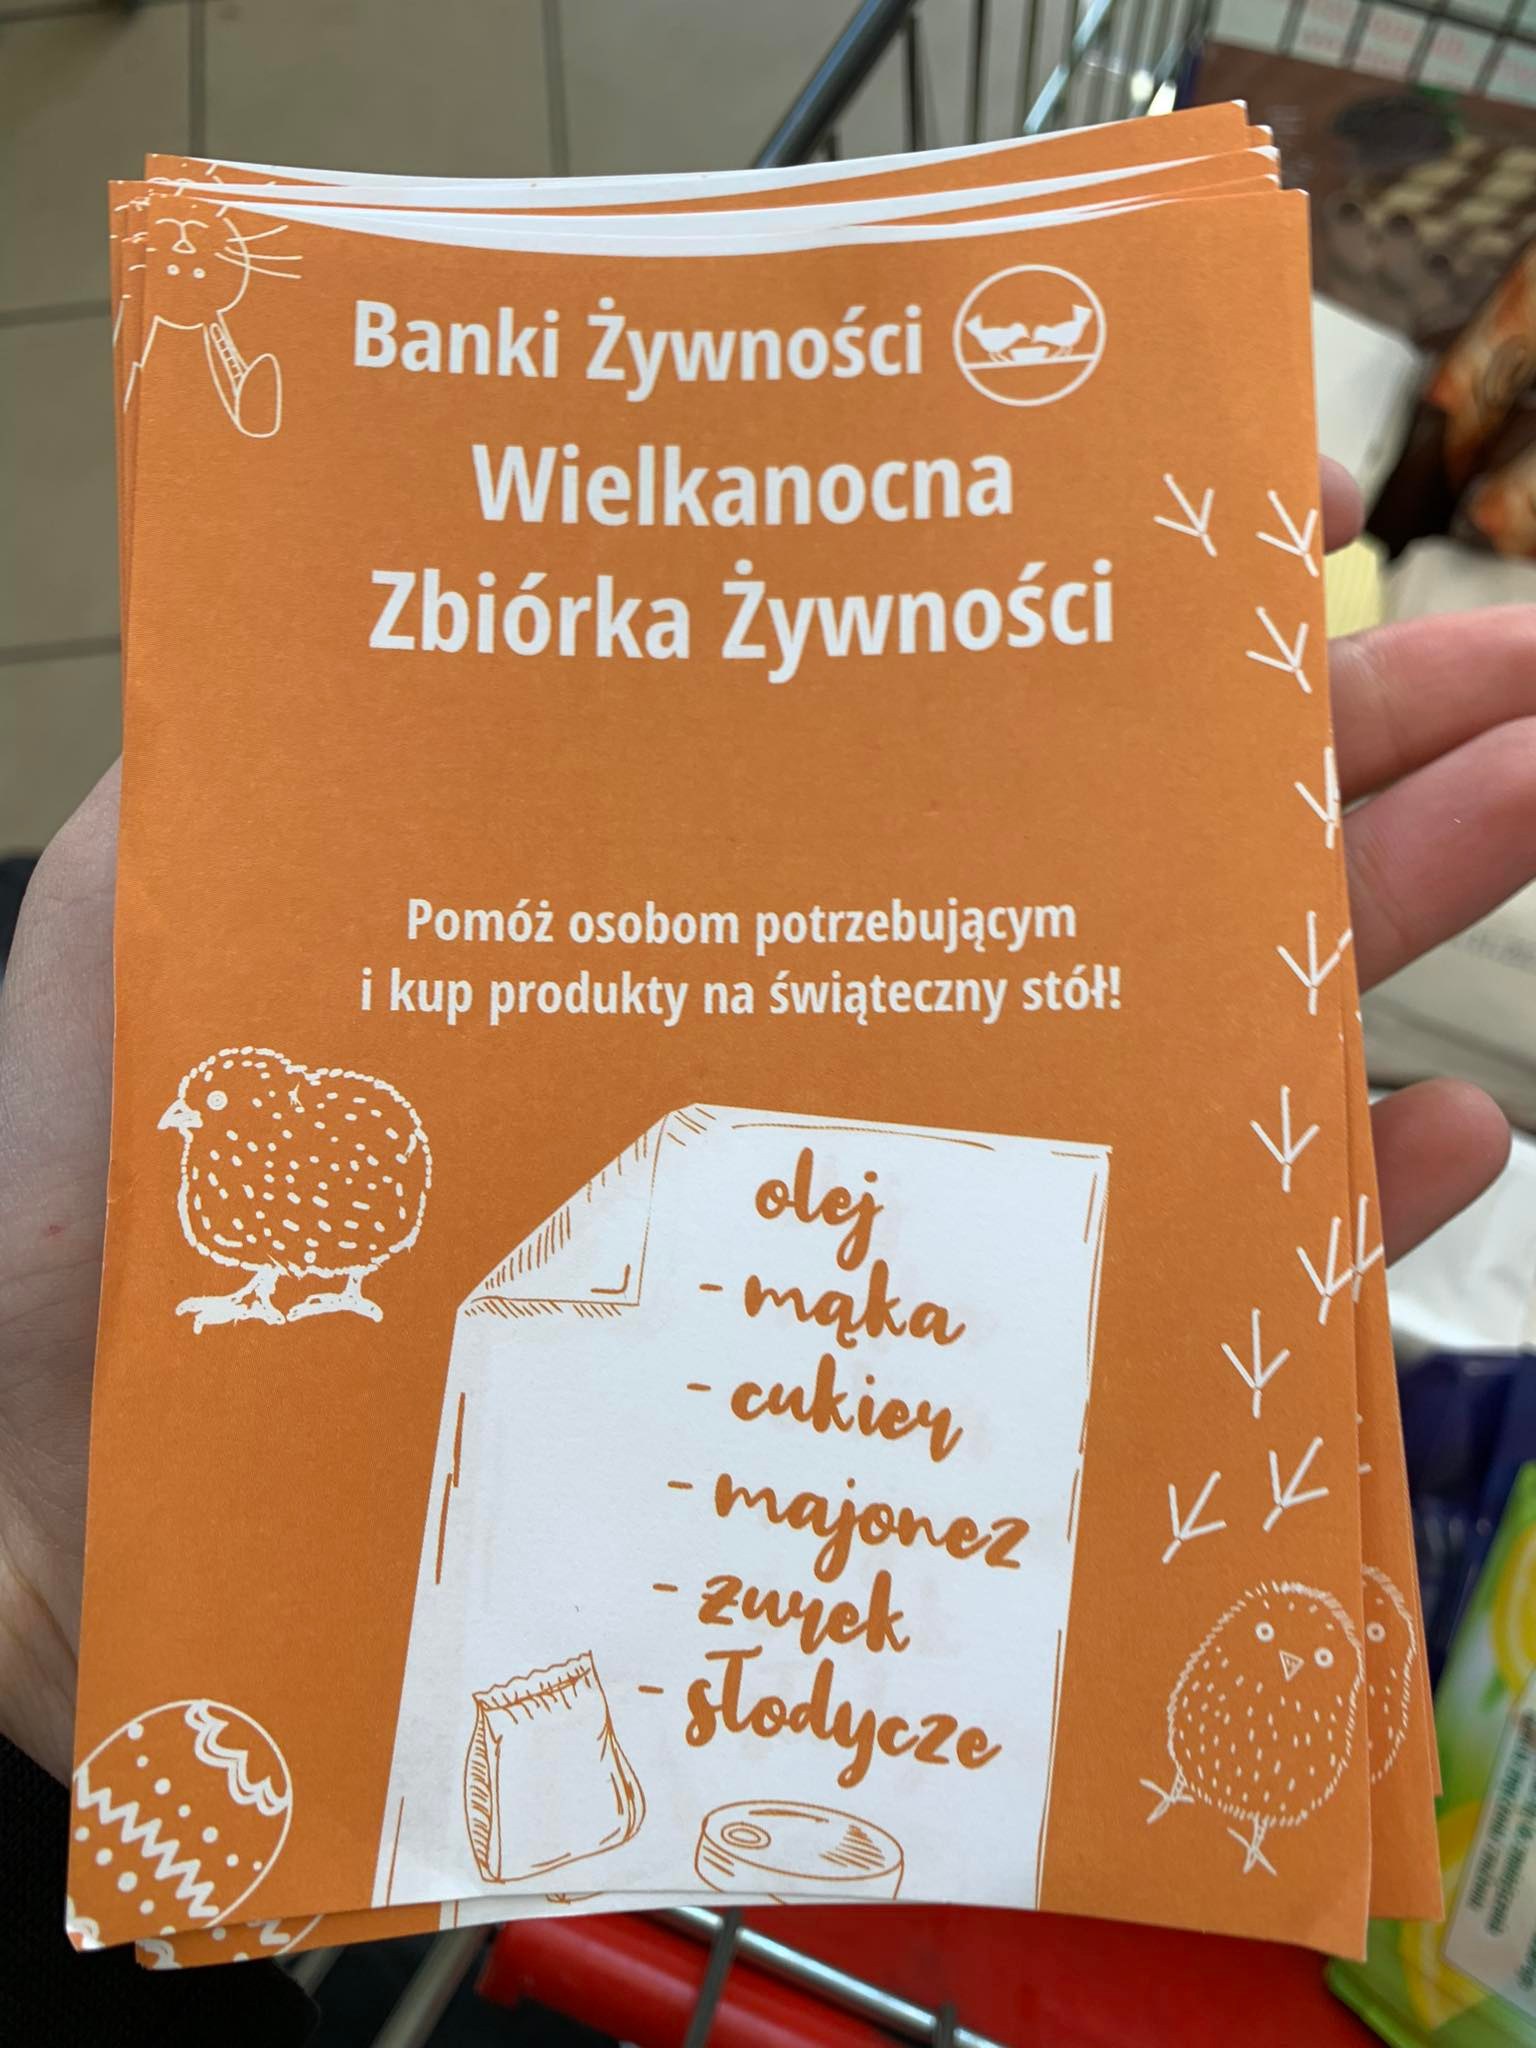 Banki Żywności
Wielkanocna
Zbiórka Żywności
Pomóż osobom potrzebującym
i kup produkty na świąteczny stół!
olej
- mąka
- cukier
- majonez
- żurek
- słodycze